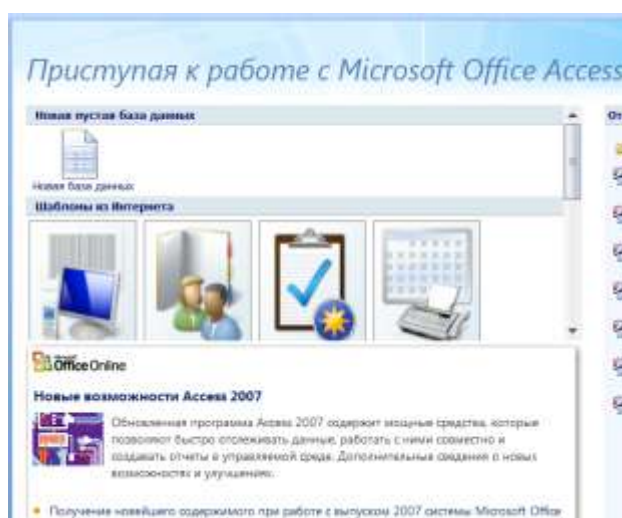 Приступая к работе с Microsoft Office Access
Новая пустая база данных
От
Новая база данных
Шаблоны из Интернета
Microsoft
Office Online
Новые возможности Access 2007
Обновленная программа Access 2007 содержит мощные средства, которые
позволяют быстро отслеживать данные, работать с ними совместно и
создавать отчеты в управляемой среде. Дополнительные сведения о новых
возможностях и улучшениях.
Получение новейшего содержимого при работе с выпуском 2007 системы Microsoft Office